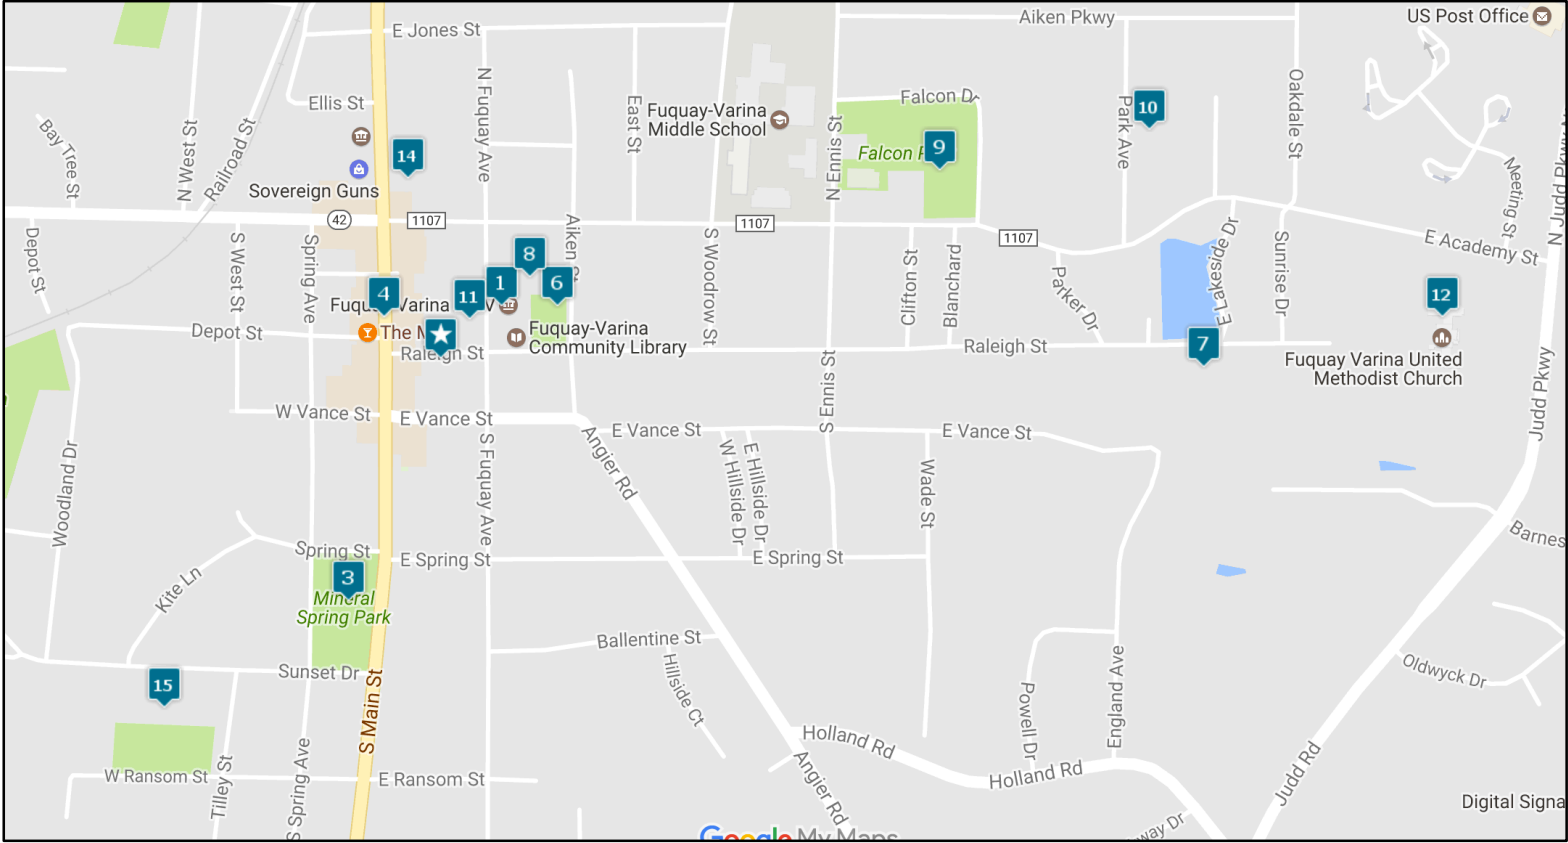 Aiken Pkwy
US Post Office
E Jones St
N Fuquay Ave
Ellis St
East St
Fuquay-Varina
Middle School
N Ennis St
Falcon Dr
Falcon
9
Park Ave
10
Oakdale St
Meeting St
N Judd Pkwy
Bay Tree St
N West St
Railroad St
14
Sovereign Guns
42
1107
1107
1107
Depot St
S West St
Spring Ave
Aiken
S Woodrow St
Clifton St
Blanchard
Parker Dr
E Lakeside Dr
Sunrise Dr
E Academy St
8
1
6
11
4
12
Depot St
The
Raleigh St
Fuquay-Varina
Community Library
Raleigh St
7
Fuquay Varina United
Methodist Church
Judd Pkwy
W Vance St
E Vance St
E Vance St
S Ennis St
E Vance St
Woodland Dr
S Fuquay Ave
Angier Rd
W Hillside Dr
E Hillside Dr
Wade St
Spring St
E Spring St
E Spring St
Barnes
Kite Ln
3
Mineral
Spring Park
Ballentine St
Hillside Ct
15
Sunset Dr
S Main St
Powell Dr
England Ave
Oldwyck Dr
Holland Rd
Holland Rd
Angier Rd
Judd Rd
W Ransom St
Tilley St
S Spring Ave
E Ransom St
Digital Signa
way Dr
Google My Maps